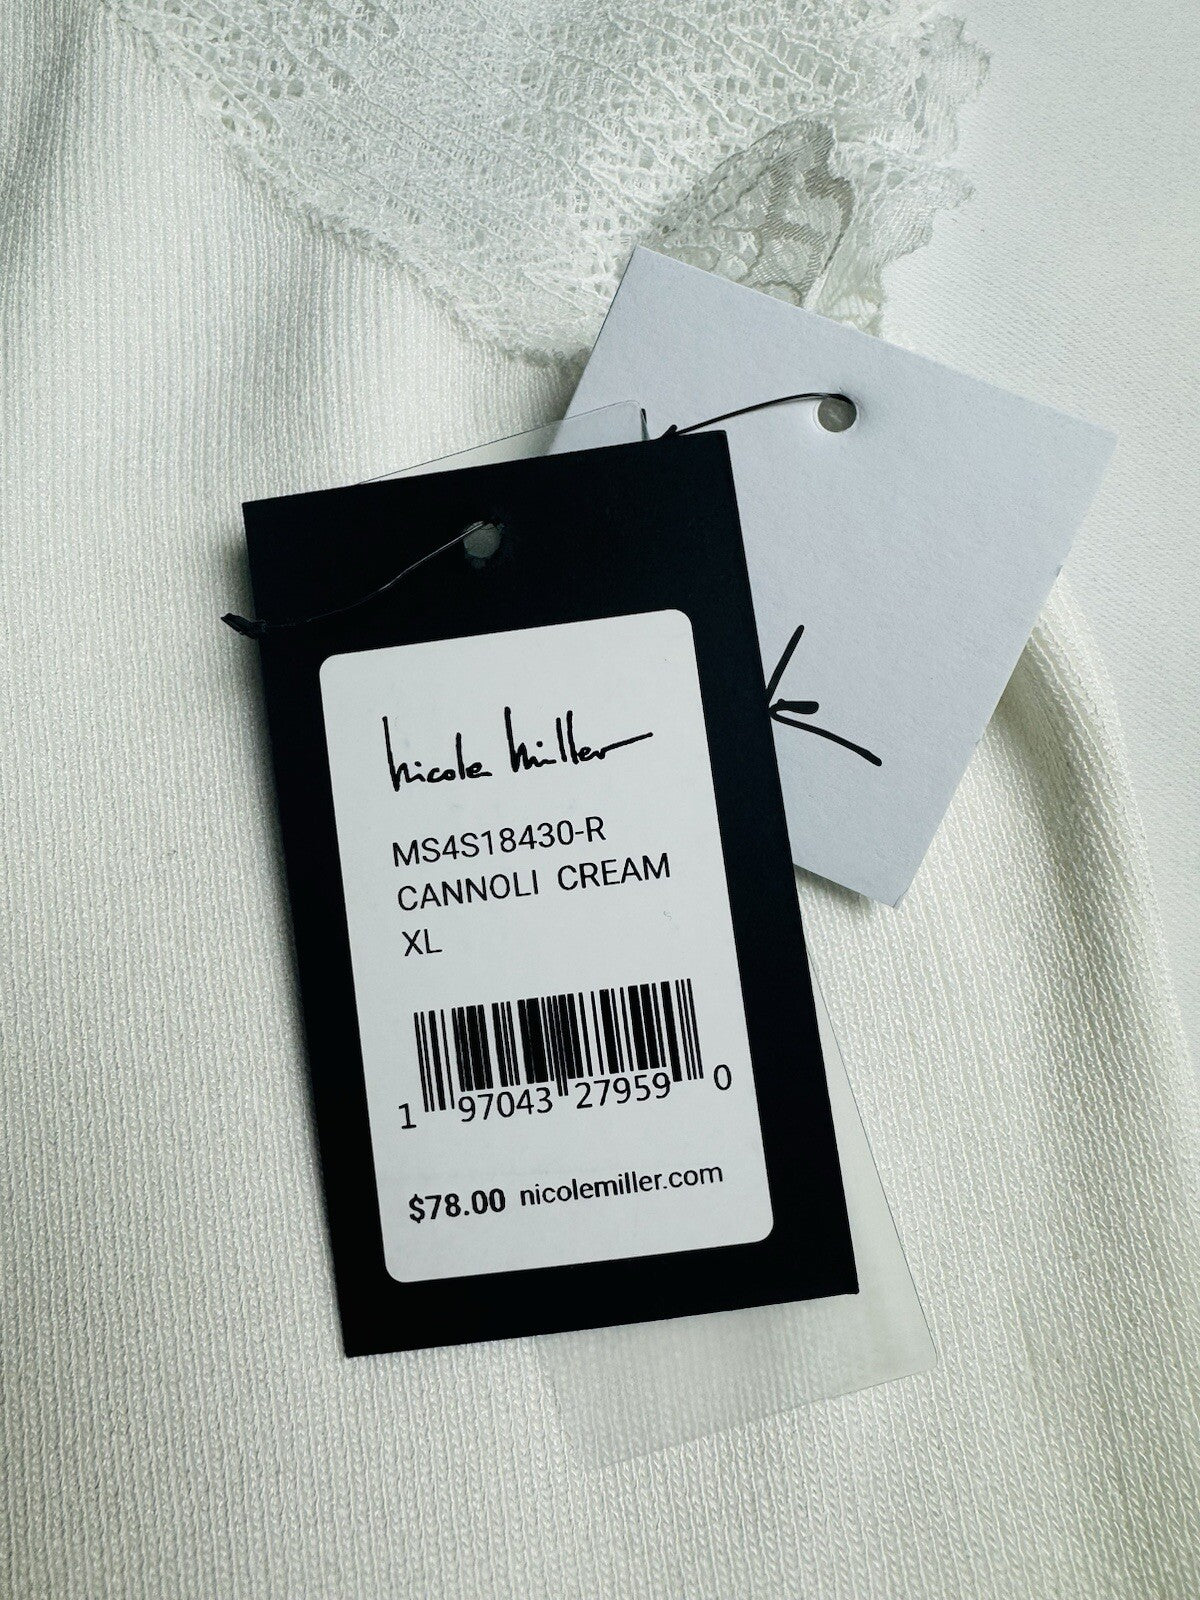 nicole miller
MS4S18430-R
CANNOLI CREAM
XL
1 97043 27959 0
$78.00 nicolemiller.com